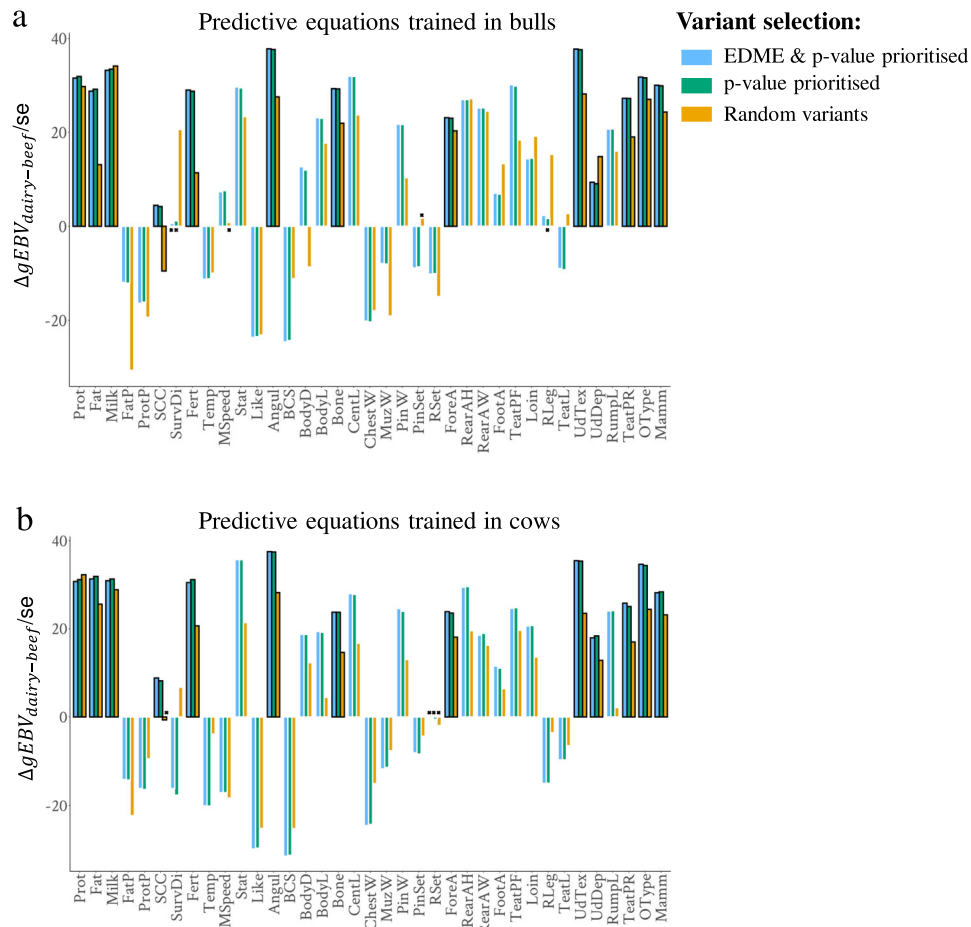 a
Predictive equations trained in bulls
Variant selection:
EDME & p-value prioritised
p-value prioritised
Random variants
ΔgEBV_dairy−beef/se
40
20
0
-20
Prot Fat Milk FatP ProtP SCC SurvDi Fert Temp MSpeed Stat Like Angul BCS BodyD BodyL Bone CentL ChestW MuzW PinW PinSet RSet ForeA RearAH RearAW FootA TeatPF Loin RLeg TeatL UdTex UdDep RumpL TeatPR OType Mamm
b
Predictive equations trained in cows
ΔgEBV_dairy−beef/se
40
20
0
-20
Prot Fat Milk FatP ProtP SCC SurvDi Fert Temp MSpeed Stat Like Angul BCS BodyD BodyL Bone CentL ChestW MuzW PinW PinSet RSet ForeA RearAH RearAW FootA TeatPF Loin RLeg TeatL UdTex UdDep RumpL TeatPR OType Mamm